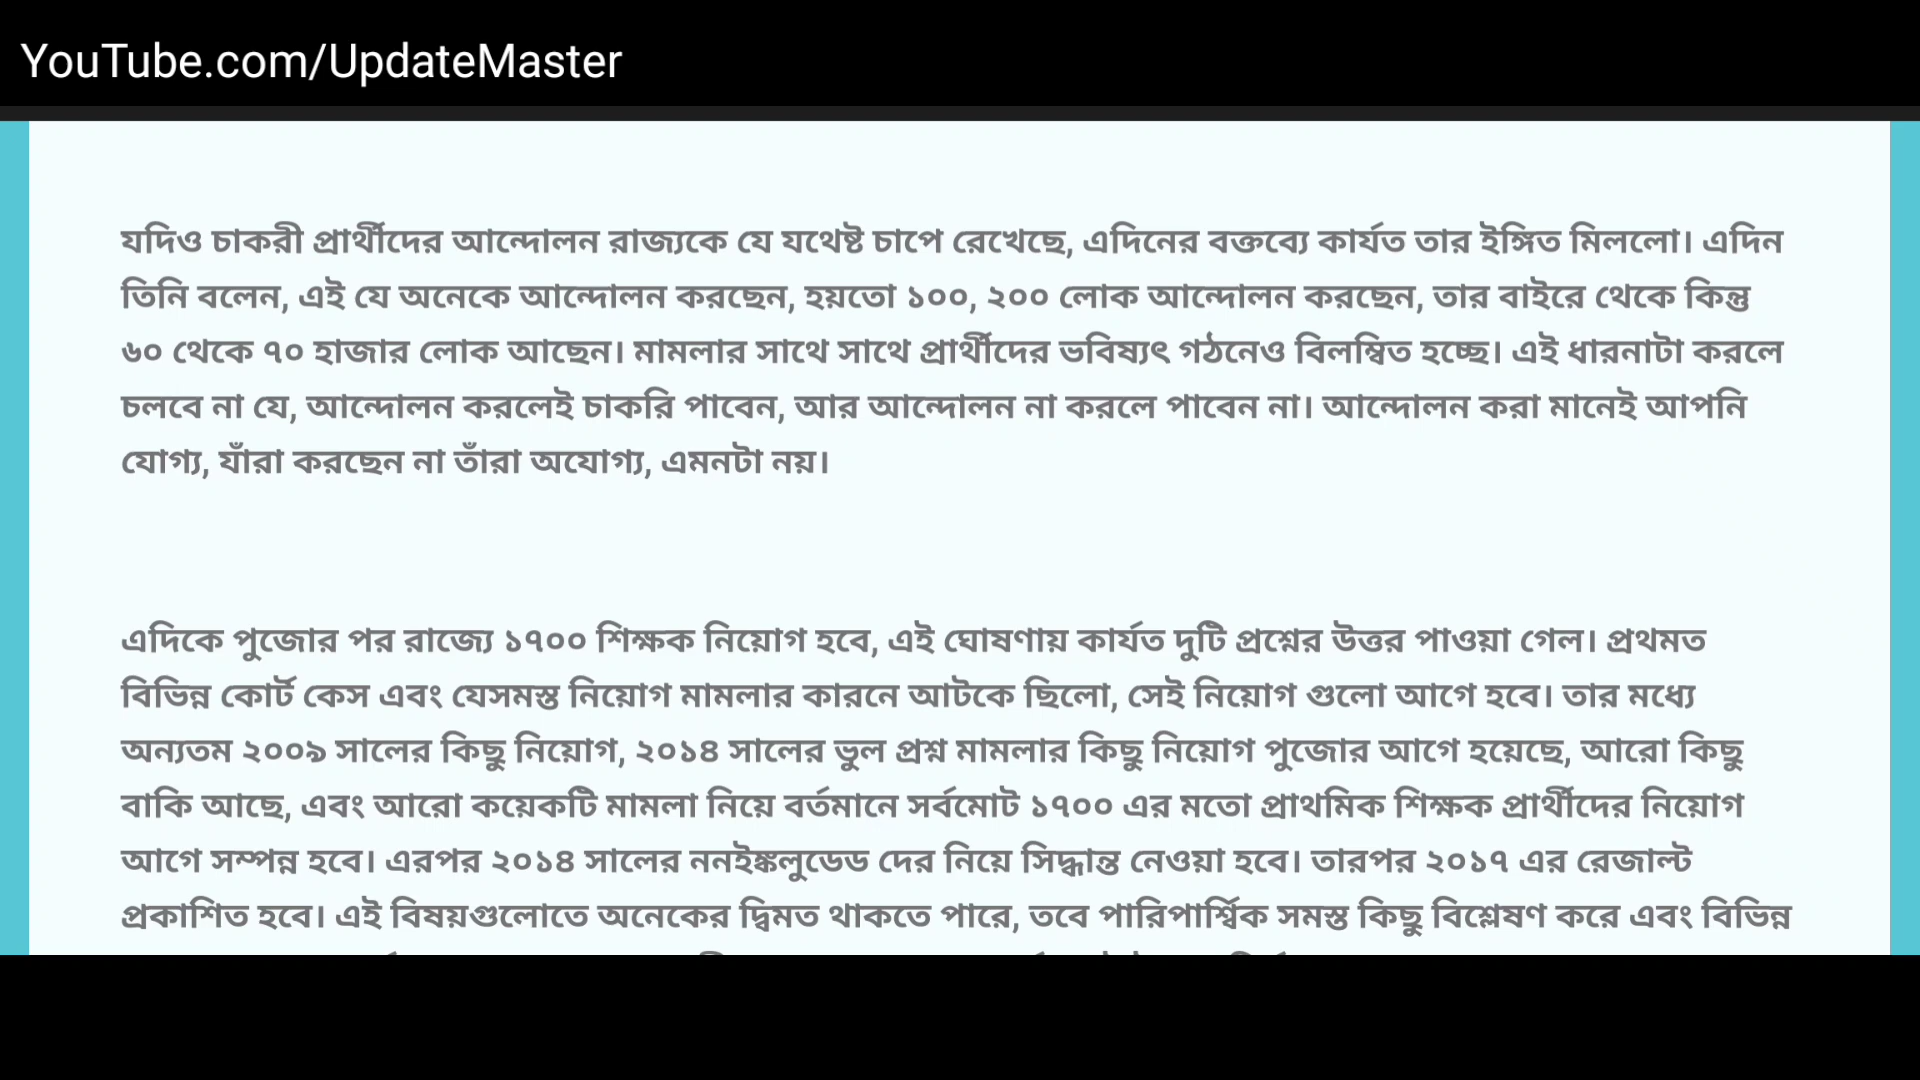 YouTube.com/UpdateMaster
যদিও চাকরী প্রার্থীদের আন্দোলন রাজ্যকে যে যথেষ্ট চাপে রেখেছে, এদিনের বক্তব্যে কার্যত তার ইঙ্গিত মিললো। এদিন
তিনি বলেন, এই যে অনেকে আন্দোলন করছেন, হয়তো ১০০, ২০০ লোক আন্দোলন করছেন, তার বাইরে থেকে কিন্তু
৬০ থেকে ৭০ হাজার লোক আছেন। মামলার সাথে সাথে প্রার্থীদের ভবিষ্যৎ গঠনেও বিলম্বিত হচ্ছে। এই ধারনাটা করলে
চলবে না যে, আন্দোলন করলেই চাকরি পাবেন, আর আন্দোলন না করলে পাবেন না। আন্দোলন করা মানেই আপনি
যোগ্য, যাঁরা করছেন না তাঁরা অযোগ্য, এমনটা নয়।
এদিকে পুজোর পর রাজ্যে ১৭০০ শিক্ষক নিয়োগ হবে, এই ঘোষণায় কার্যত দুটি প্রশ্নের উত্তর পাওয়া গেল। প্রথমত
বিভিন্ন কোর্ট কেস এবং যেসমস্ত নিয়োগ মামলার কারনে আটকে ছিলো, সেই নিয়োগ গুলো আগে হবে। তার মধ্যে
অন্যতম ২০০৯ সালের কিছু নিয়োগ, ২০১৪ সালের ভুল প্রশ্ন মামলার কিছু নিয়োগ পুজোর আগে হয়েছে, আরো কিছু
বাকি আছে, এবং আরো কয়েকটি মামলা নিয়ে বর্তমানে সর্বমোট ১৭০০ এর মতো প্রাথমিক শিক্ষক প্রার্থীদের নিয়োগ
আগে সম্পন্ন হবে। এরপর ২০১৪ সালের ননইঙ্কলুডেড দের নিয়ে সিদ্ধান্ত নেওয়া হবে। তারপর ২০১৭ এর রেজাল্ট
প্রকাশিত হবে। এই বিষয়গুলোতে অনেকের দ্বিমত থাকতে পারে, তবে পারিপার্শ্বিক সমস্ত কিছু বিশ্লেষণ করে এবং বিভিন্ন